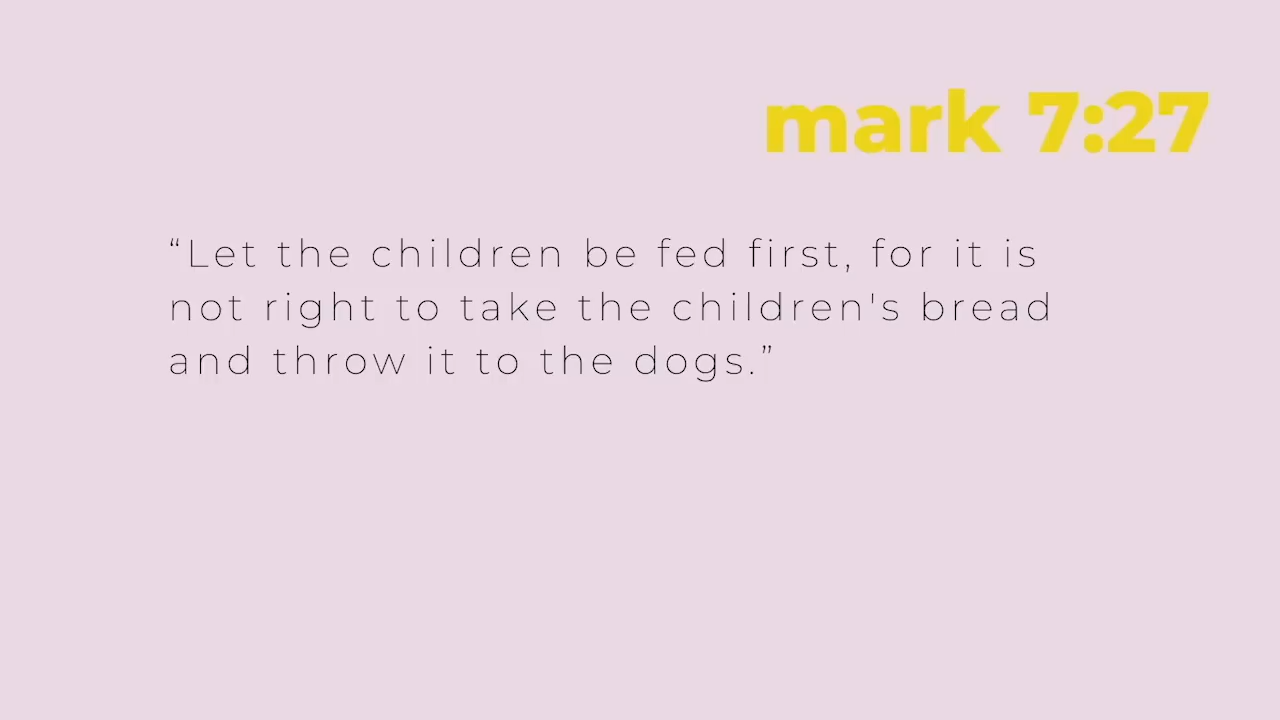 mark 7:27
“Let the children be fed first, for it is
not right to take the children's bread
and throw it to the dogs.”